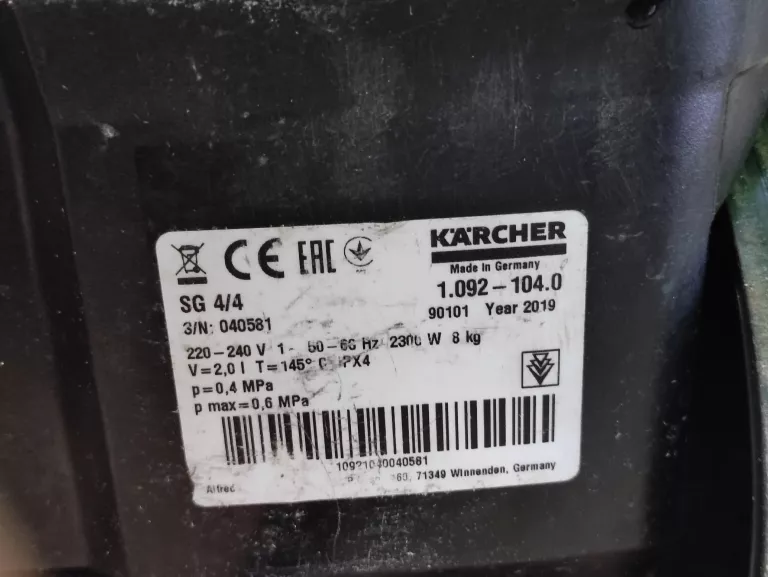 CE EAC KÄRCHER
Made in Germany
SG 4/4 1.092-104.0
S/N: 040581 90101 Year 2019
220-240 V 1~ 50-60 Hz 2300 W 8 kg
V=2,0 l T=145° C IPX4
p=0,4 MPa
p max=0,6 MPa
10921040040581
71349 Winnenden, Germany